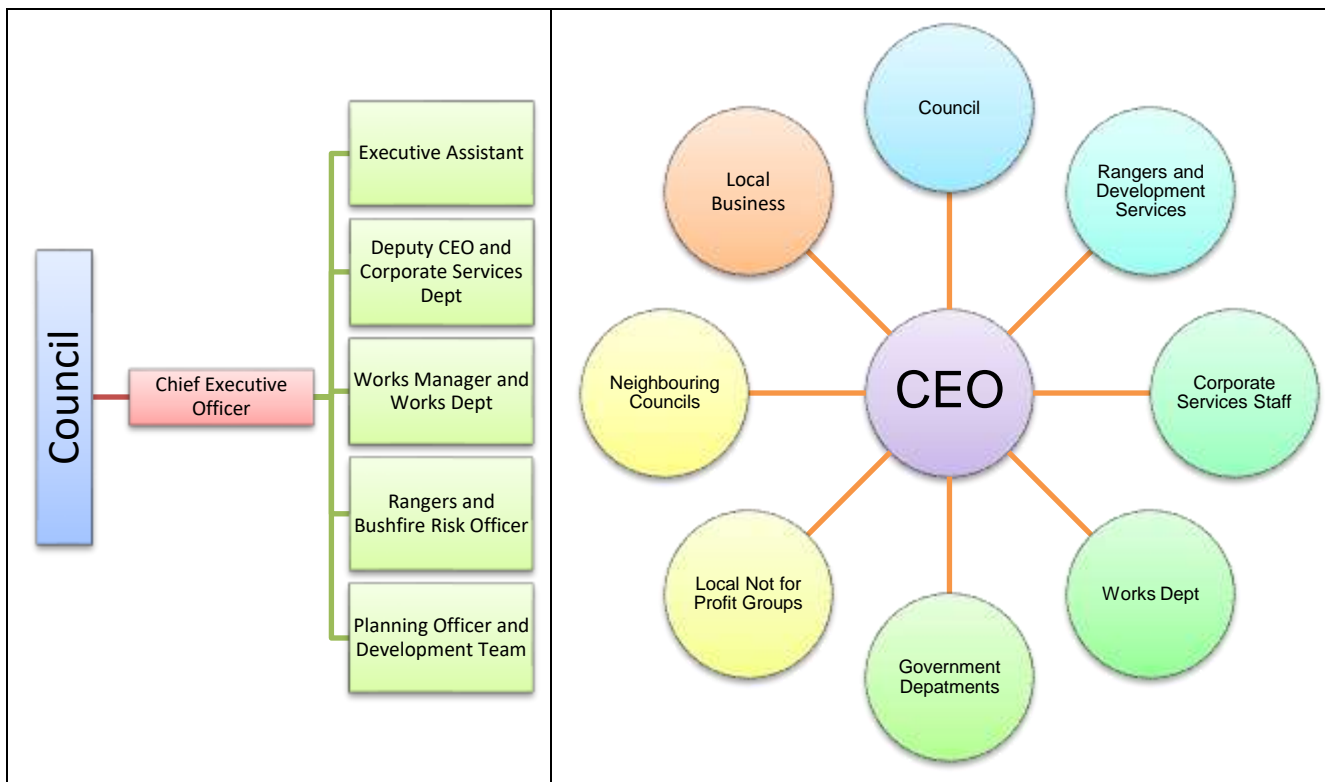 Council
Chief Executive
Officer
Executive Assistant
Deputy CEO and
Corporate Services
Dept
Works Manager and
Works Dept
Rangers and
Bushfire Risk Officer
Planning Officer and
Development Team
CEO
Council
Rangers and
Development
Services
Corporate
Services Staff
Works Dept
Government
Depatments
Local Not for
Profit Groups
Neighbouring
Councils
Local
Business